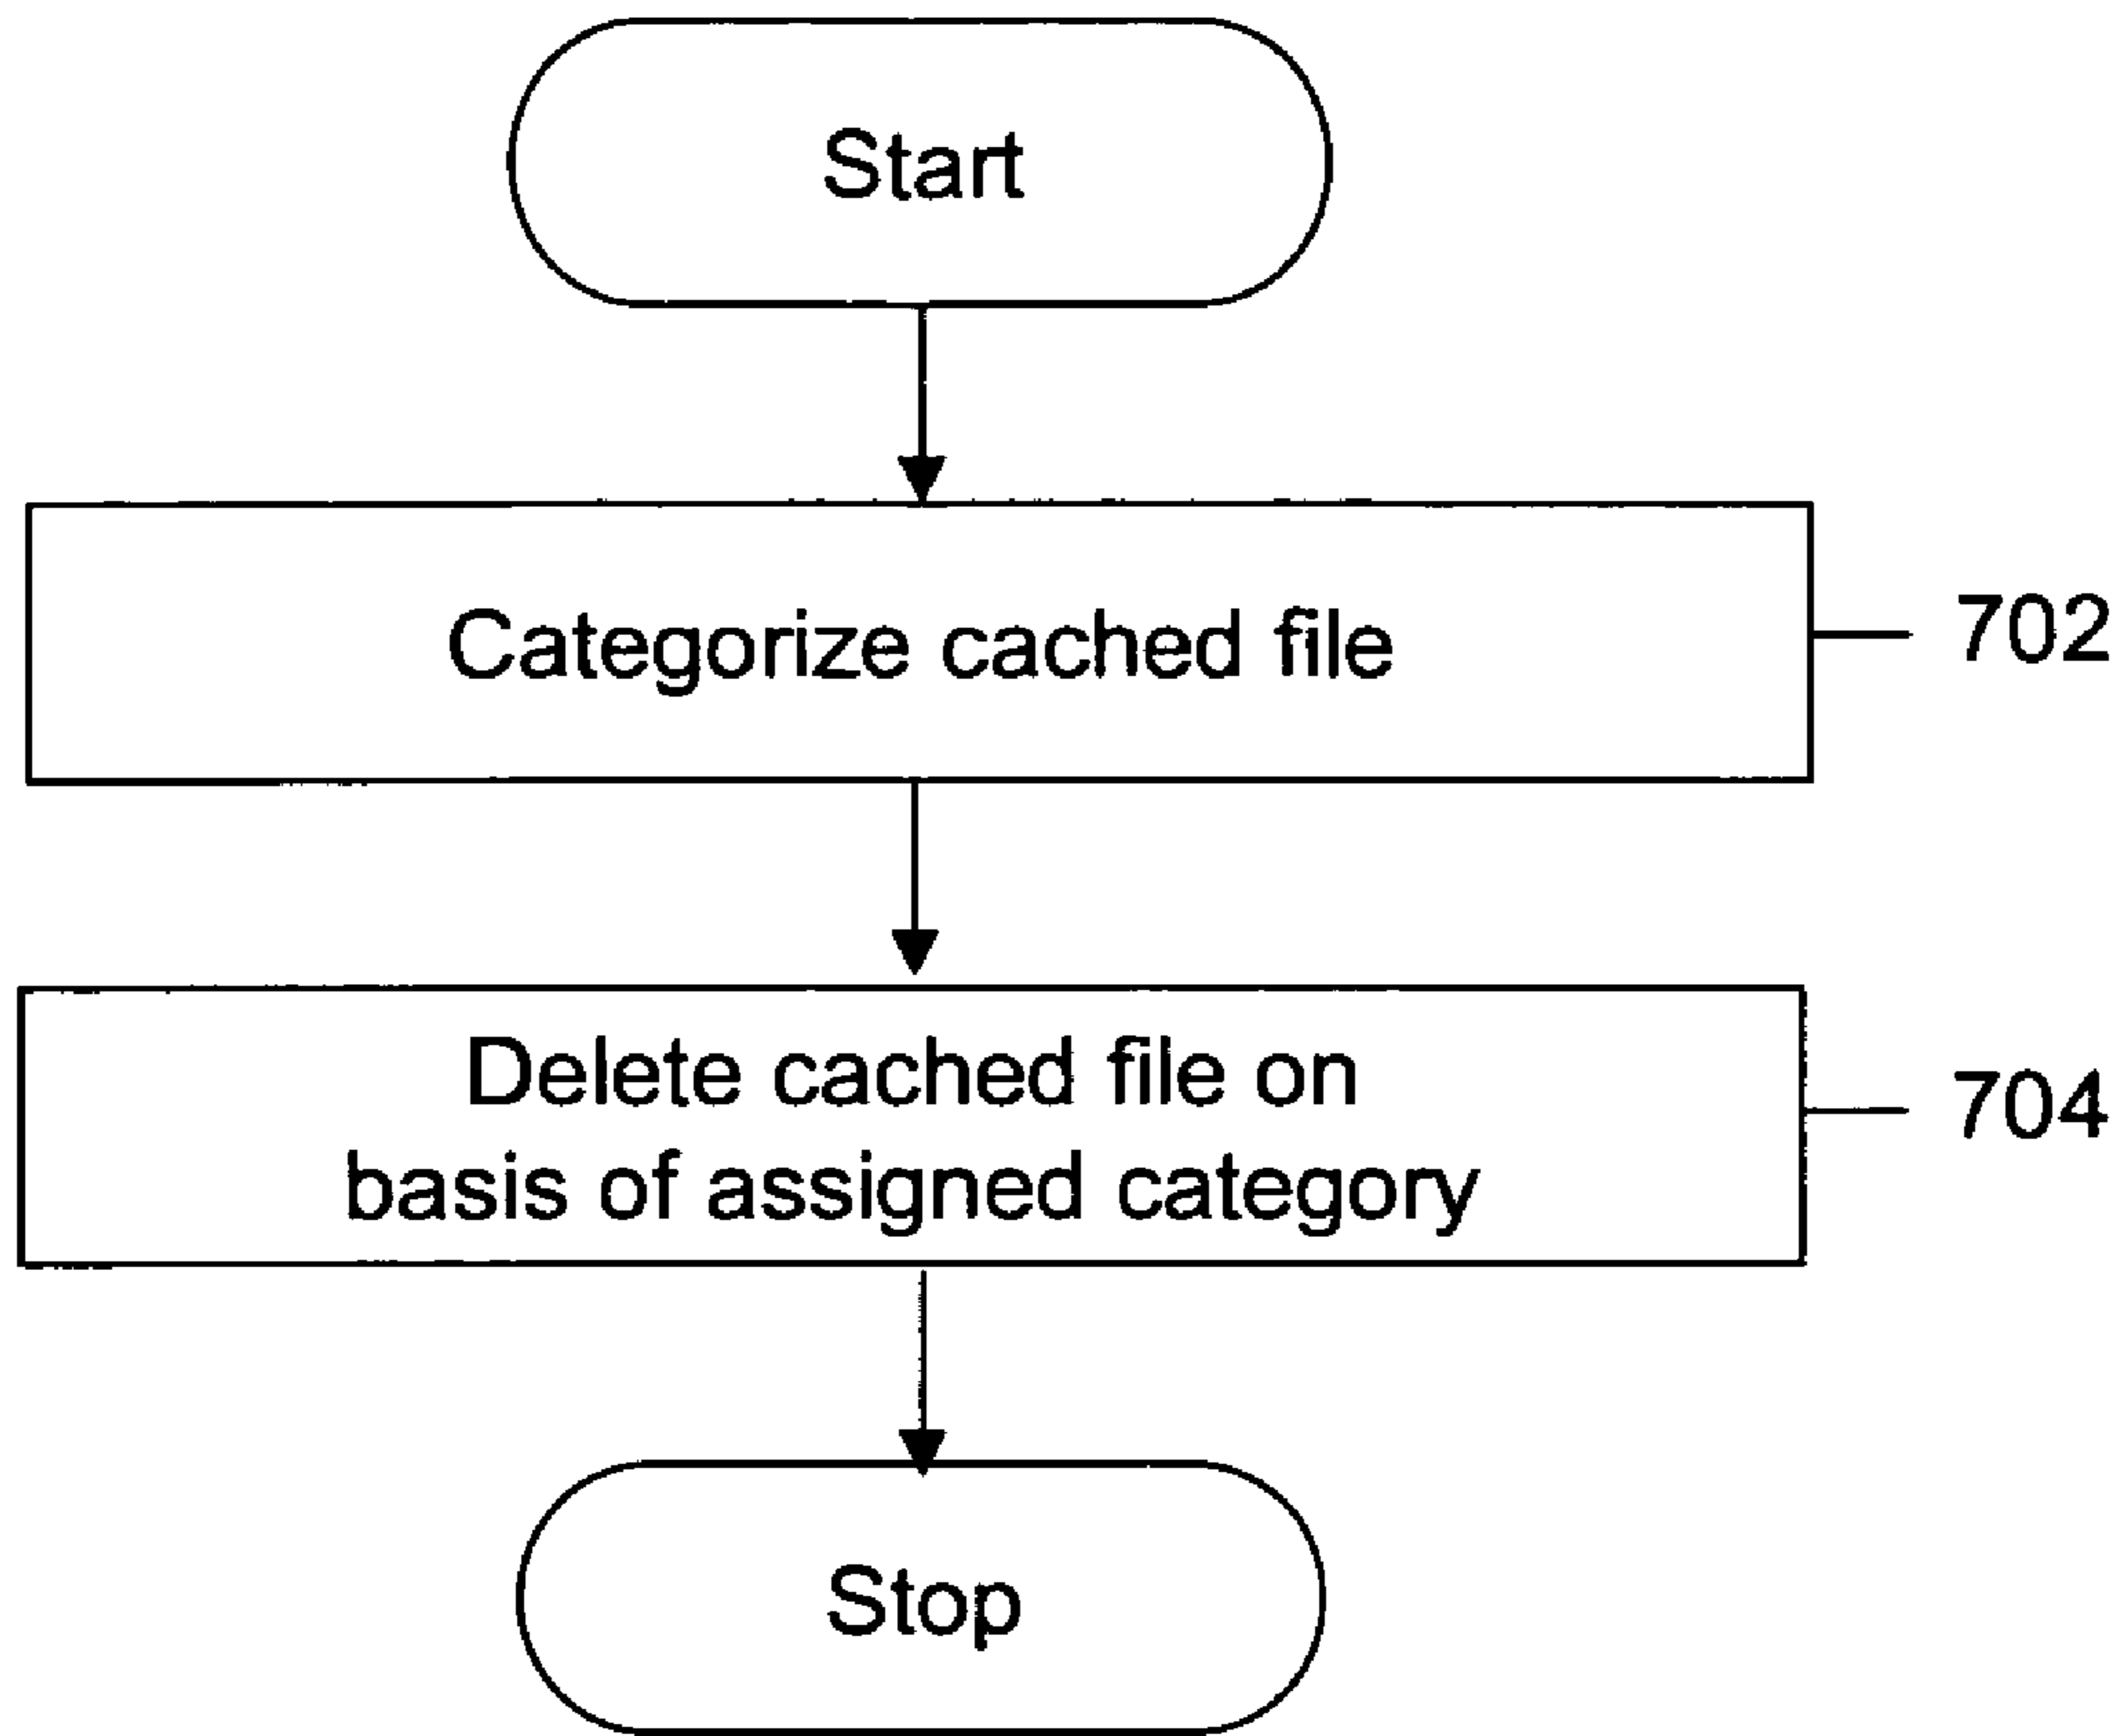 Start
Categorize cached file
702
Delete cached file on
basis of assigned category
704
Stop